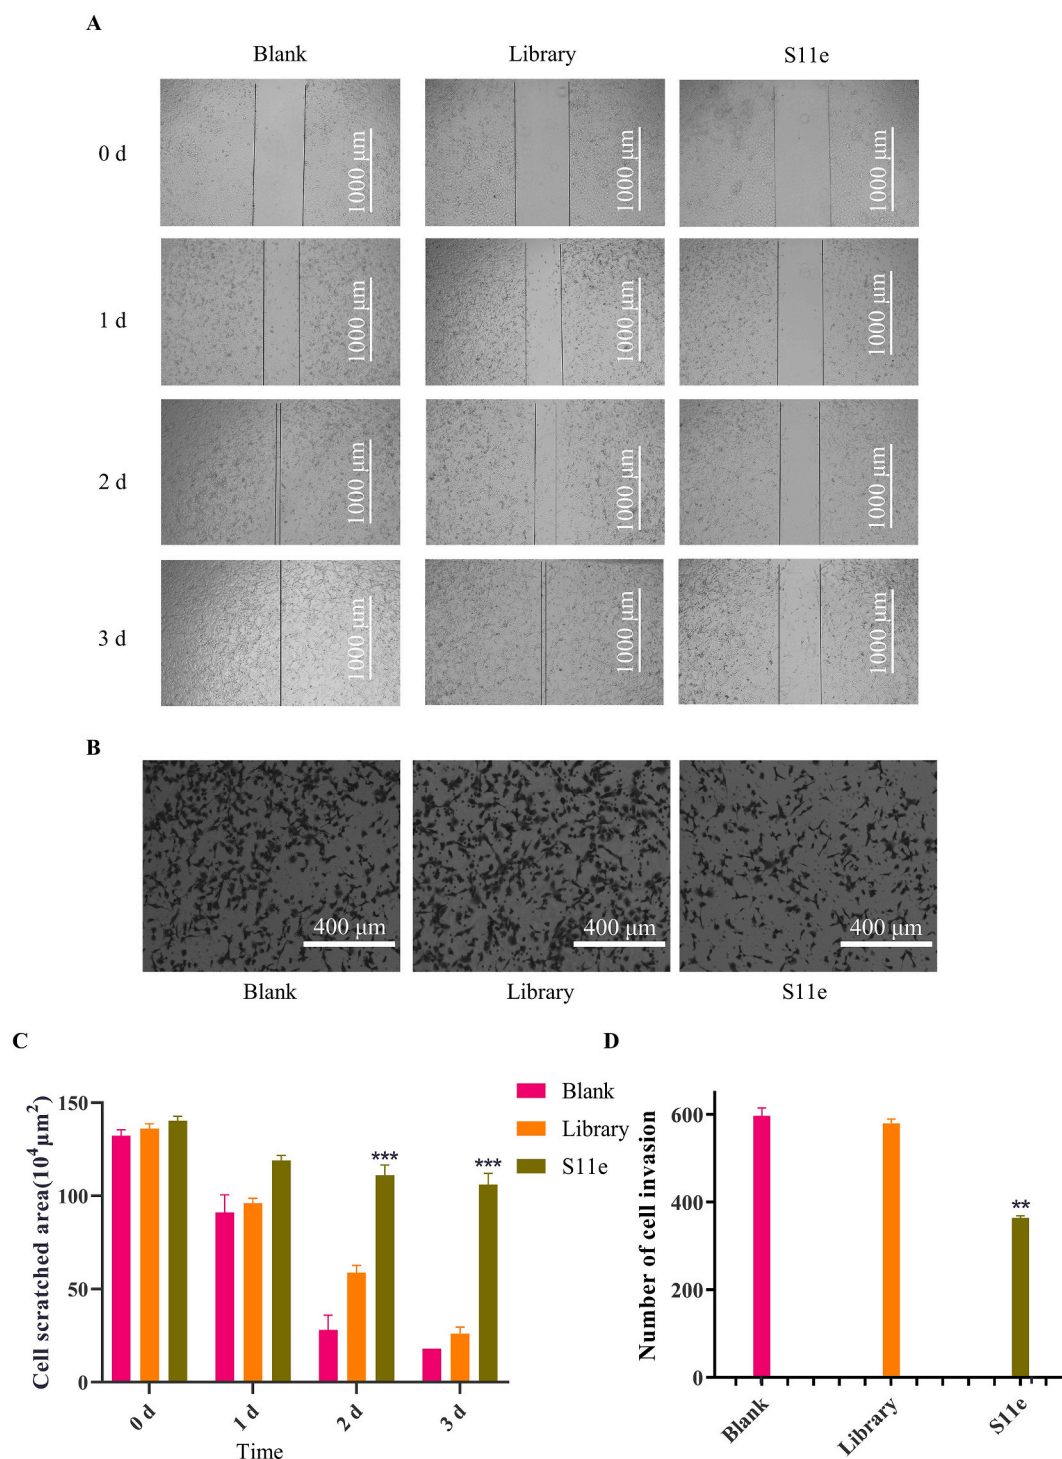 A
Blank Library S11e
0 d
1000 μm 1000 μm 1000 μm
1 d
1000 μm 1000 μm 1000 μm
2 d
1000 μm 1000 μm 1000 μm
3 d
1000 μm 1000 μm 1000 μm
B
400 μm 400 μm 400 μm
Blank Library S11e
C
Blank
Library
S11e
Cell scratched area(10⁴μm²)
150
100
50
0
*** ***
0 d 1 d 2 d 3 d
Time
D
Number of cell invasion
600
400
200
0
**
Blank Library S11e